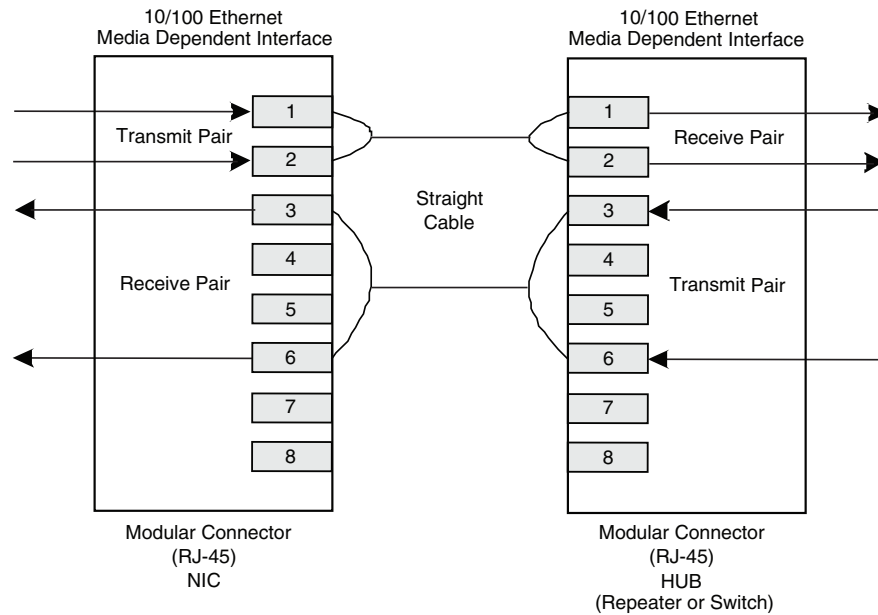 10/100 Ethernet
Media Dependent Interface
1
Transmit Pair
2
3
4
Receive Pair
5
6
7
8
Modular Connector
(RJ-45)
NIC
Straight
Cable
10/100 Ethernet
Media Dependent Interface
1
Receive Pair
2
3
4
Transmit Pair
5
6
7
8
Modular Connector
(RJ-45)
HUB
(Repeater or Switch)